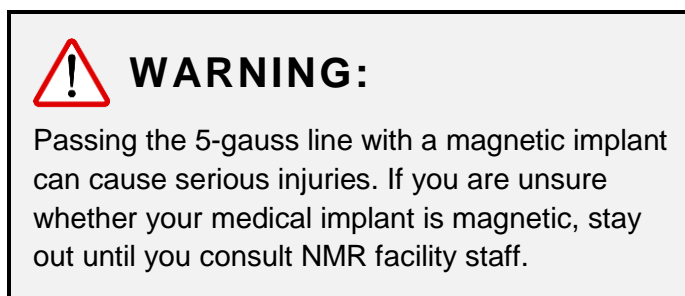 WARNING:
Passing the 5-gauss line with a magnetic implant
can cause serious injuries. If you are unsure
whether your medical implant is magnetic, stay
out until you consult NMR facility staff.